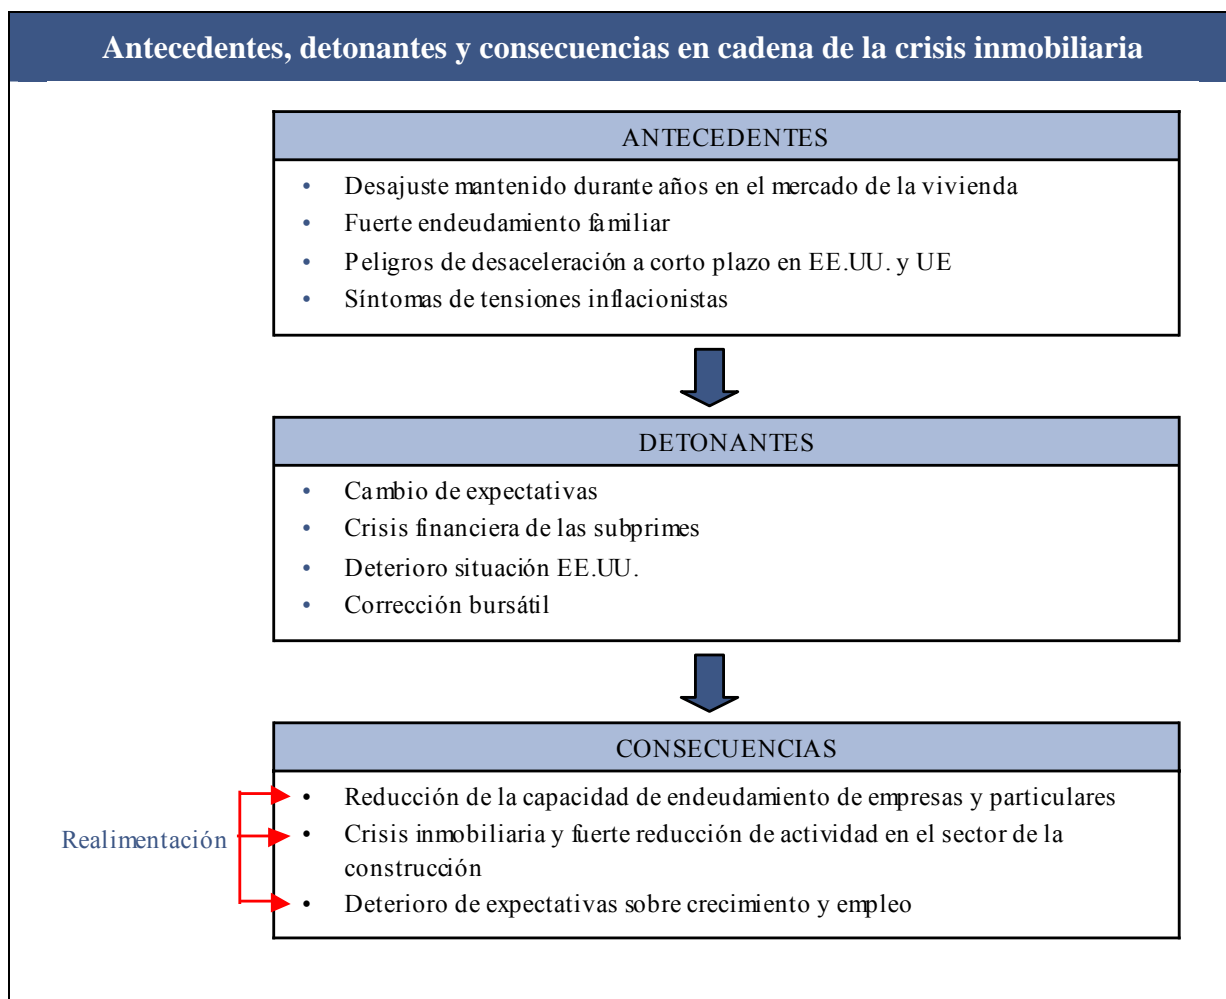 Antecedentes, detonantes y consecuencias en cadena de la crisis inmobiliaria
ANTECEDENTES
• Desajuste mantenido durante años en el mercado de la vivienda
• Fuerte endeudamiento familiar
• Peligros de desaceleración a corto plazo en EE.UU. y UE
• Síntomas de tensiones inflacionistas
DETONANTES
• Cambio de expectativas
• Crisis financiera de las subprimes
• Deterioro situación EE.UU.
• Corrección bursátil
CONSECUENCIAS
• Reducción de la capacidad de endeudamiento de empresas y particulares
Realimentación
• Crisis inmobiliaria y fuerte reducción de actividad en el sector de la
construcción
• Deterioro de expectativas sobre crecimiento y empleo